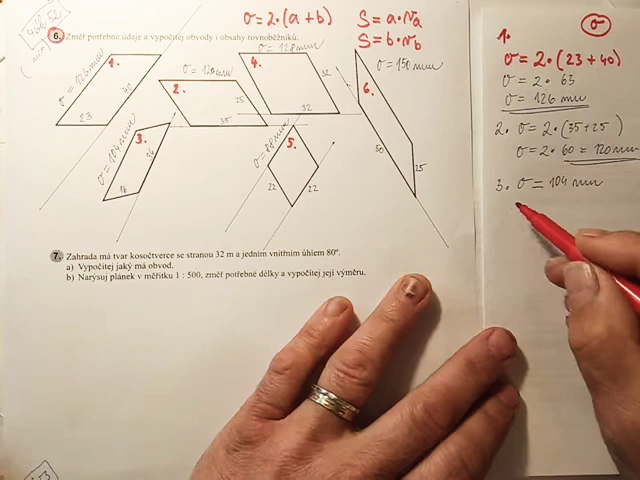 σ = 2·(a + b)
S = a·va
S = b·vb
6. Změř potřebné údaje a vypočítej obvody i obsahy rovnoběžníků.
σ = 126 mm
1.
40
23
σ = 120 mm
2.
25
35
σ = 128 mm
4.
32
32
σ = 150 mm
6.
50
25
σ = 104 mm
3.
36
16
σ = 88 mm
5.
22
22
7. Zahrada má tvar kosočtverce se stranou 32 m a jedním vnitřním úhlem 80°.
a) Vypočítej jaký má obvod.
b) Narýsuj plánek v měřítku 1 : 500, změř potřebné délky a vypočítej její výměru.
σ
1.
σ = 2·(23 + 40)
σ = 2· 63
σ = 126 mm
2. σ = 2·(35+25)
σ = 2· 60 = 120 mm
3. σ = 104 mm